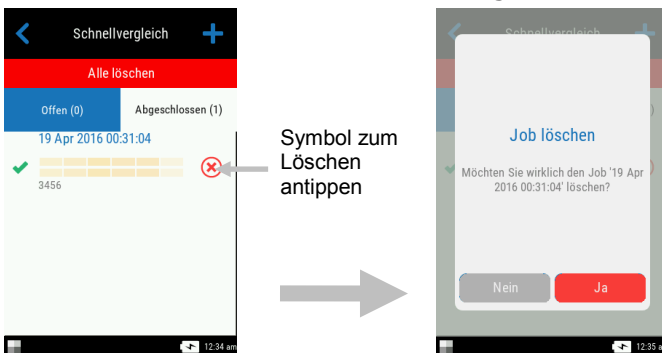 Schnellvergleich
Alle löschen
Offen (0)
Abgeschlossen (1)
19 Apr 2016 00:31:04
3456
12:34 am
Symbol zum
Löschen
antippen
Schnellvergleich
Job löschen
Möchten Sie wirklich den Job '19 Apr
2016 00:31:04' löschen?
Nein
Ja
12:35 a